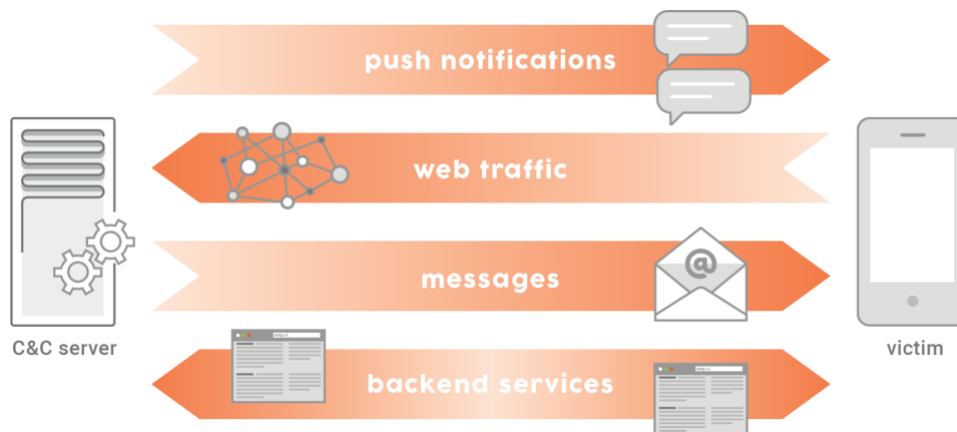 push notifications
web traffic
messages
@
C&C server
victim
backend services